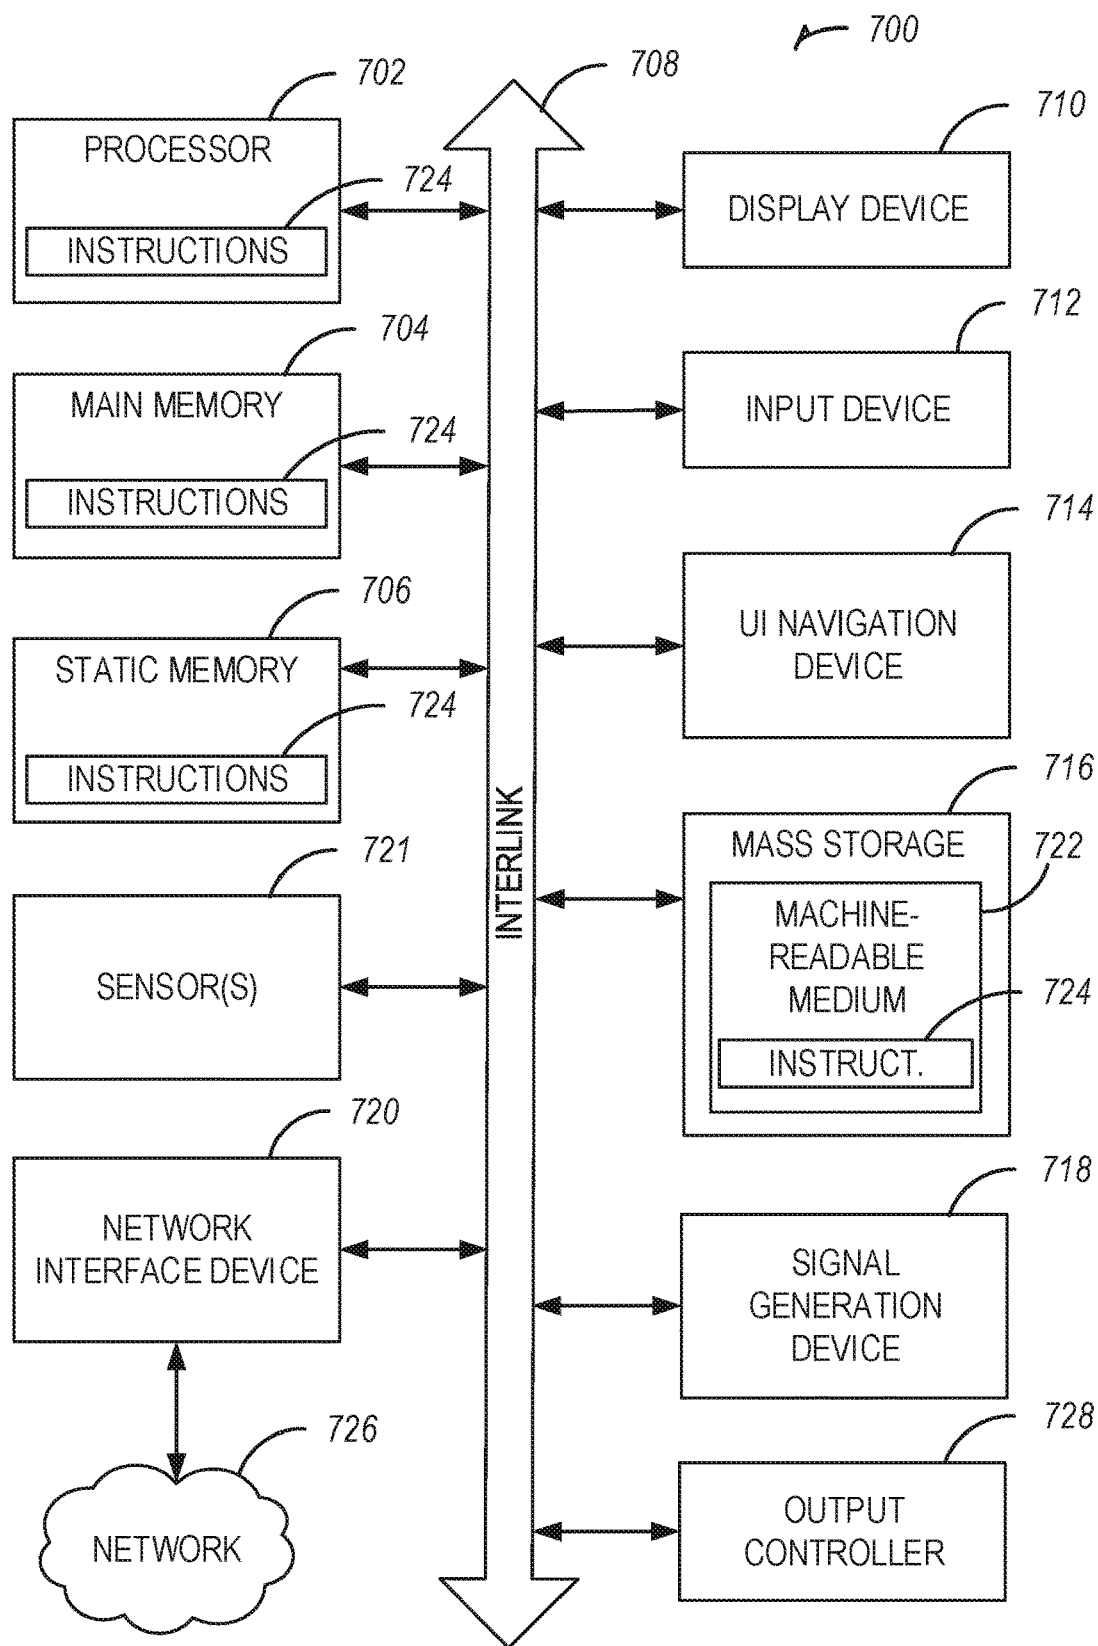 700
708
702
PROCESSOR
724
INSTRUCTIONS
704
MAIN MEMORY
724
INSTRUCTIONS
706
STATIC MEMORY
724
INSTRUCTIONS
721
SENSOR(S)
720
NETWORK
INTERFACE DEVICE
726
NETWORK
INTERLINK
710
DISPLAY DEVICE
712
INPUT DEVICE
714
UI NAVIGATION
DEVICE
716
MASS STORAGE
722
MACHINE-
READABLE
MEDIUM
724
INSTRUCT.
718
SIGNAL
GENERATION
DEVICE
728
OUTPUT
CONTROLLER